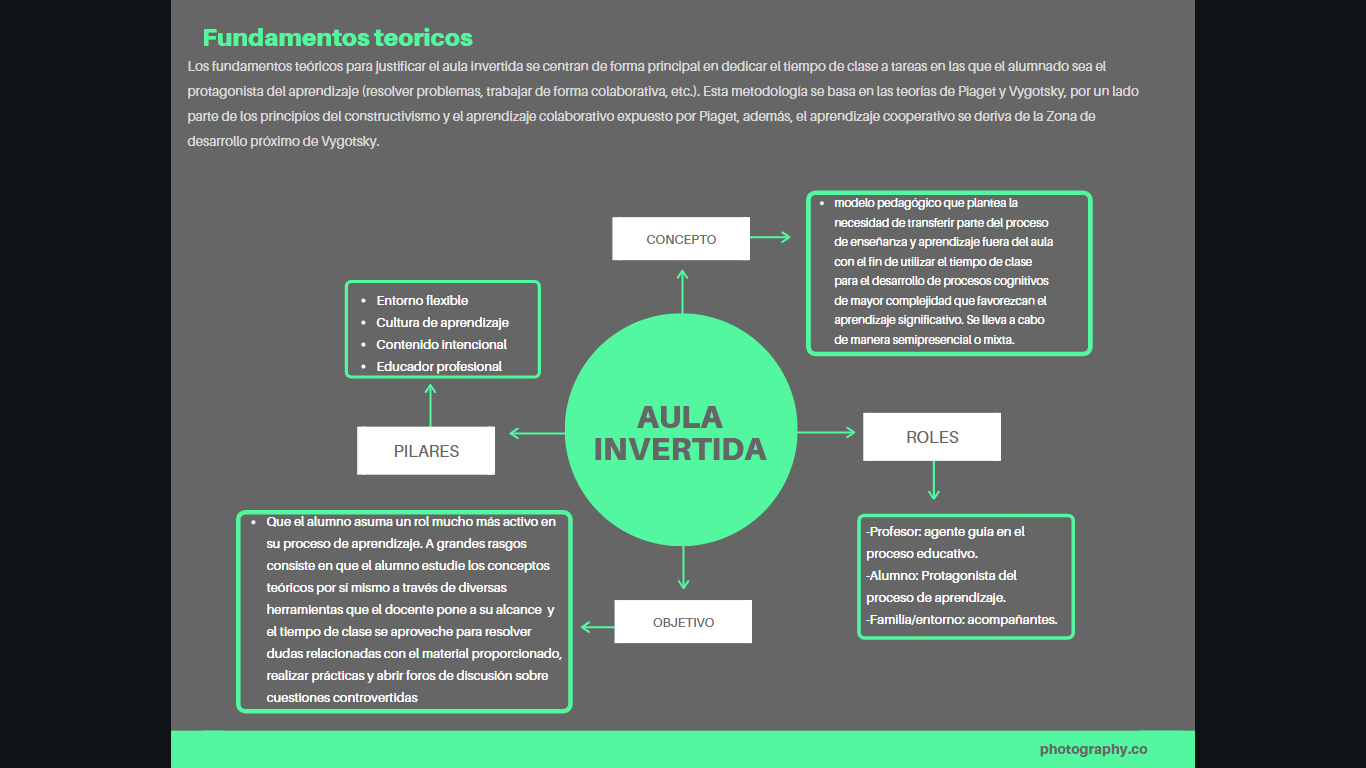 Fundamentos teoricos
Los fundamentos teóricos para justificar el aula invertida se centran de forma principal en dedicar el tiempo de clase a tareas en las que el alumnado sea el
protagonista del aprendizaje (resolver problemas, trabajar de forma colaborativa, etc.). Esta metodología se basa en las teorías de Piaget y Vygotsky, por un lado
parte de los principios del constructivismo y el aprendizaje colaborativo expuesto por Piaget, además, el aprendizaje cooperativo se deriva de la Zona de
desarrollo próximo de Vygotsky.
CONCEPTO
• modelo pedagógico que plantea la
necesidad de transferir parte del proceso
de enseñanza y aprendizaje fuera del aula
con el fin de utilizar el tiempo de clase
para el desarrollo de procesos cognitivos
de mayor complejidad que favorezcan el
aprendizaje significativo. Se lleva a cabo
de manera semipresencial o mixta.
• Entorno flexible
• Cultura de aprendizaje
• Contenido intencional
• Educador profesional
PILARES
AULA
INVERTIDA
ROLES
-Profesor: agente guia en el
proceso educativo.
-Alumno: Protagonista del
proceso de aprendizaje.
-Familia/entorno: acompañantes.
• Que el alumno asuma un rol mucho más activo en
su proceso de aprendizaje. A grandes rasgos
consiste en que el alumno estudie los conceptos
teóricos por sí mismo a través de diversas
herramientas que el docente pone a su alcance  y
el tiempo de clase se aproveche para resolver
dudas relacionadas con el material proporcionado,
realizar prácticas y abrir foros de discusión sobre
cuestiones controvertidas
OBJETIVO
photography.co